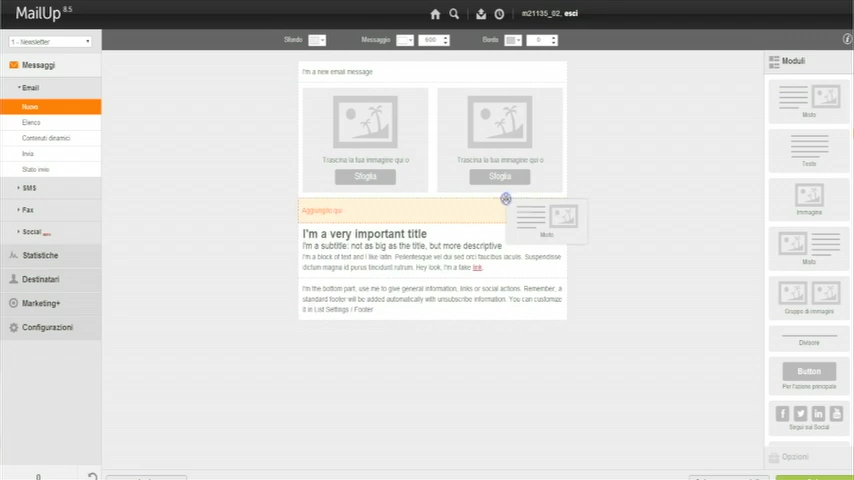 MailUp 8.5
m21135_02, esci
1 - Newsletter
Sfondo
Messaggio
600
Bordo
0
Messaggi
Email
Nuovo
Elenco
Contenuti dinamici
Invia
Stato invio
SMS
Fax
Social
Statistiche
Destinatari
Marketing+
Configurazioni
I'm a new email message
Trascina la tua immagine qui o
Sfoglia
Trascina la tua immagine qui o
Sfoglia
Aggiungilo qui
Misto
I'm a very important title
I'm a subtitle: not as big as the title, but more descriptive
I'm a block of text and I like latin. Pellentesque vel dui sed orci faucibus iaculis. Suspendisse
dictum magna id purus tincidunt rutrum. Hey look, I'm a fake link.
I'm the bottom part, use me to give general information, links or social actions. Remember, a
standard footer will be added automatically with unsubscribe information. You can customize
it in List Settings / Footer
Moduli
Misto
Testo
Immagine
Misto
Gruppo di immagini
Divisore
Button
Per l'azione principale
Segui sui Social
Opzioni